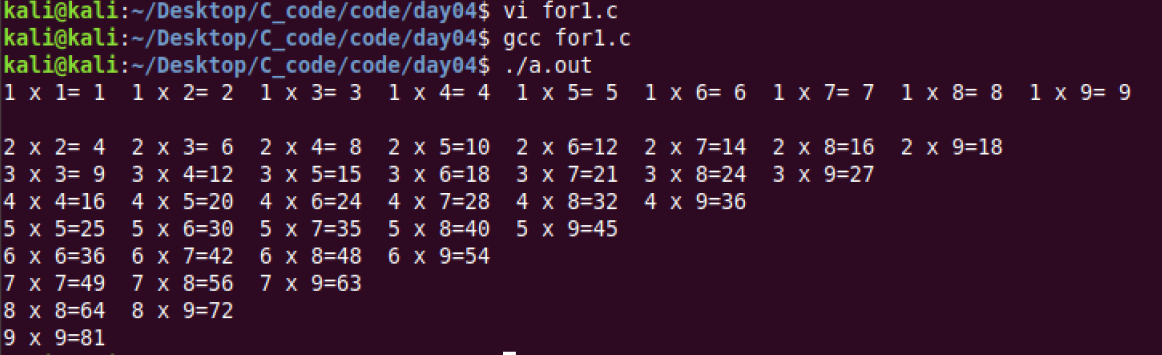 kali@kali:~/Desktop/C_code/code/day04$ vi for1.c
kali@kali:~/Desktop/C_code/code/day04$ gcc for1.c
kali@kali:~/Desktop/C_code/code/day04$ ./a.out
1 x 1= 1  1 x 2= 2  1 x 3= 3  1 x 4= 4  1 x 5= 5  1 x 6= 6  1 x 7= 7  1 x 8= 8  1 x 9= 9
2 x 2= 4  2 x 3= 6  2 x 4= 8  2 x 5=10  2 x 6=12  2 x 7=14  2 x 8=16  2 x 9=18
3 x 3= 9  3 x 4=12  3 x 5=15  3 x 6=18  3 x 7=21  3 x 8=24  3 x 9=27
4 x 4=16  4 x 5=20  4 x 6=24  4 x 7=28  4 x 8=32  4 x 9=36
5 x 5=25  5 x 6=30  5 x 7=35  5 x 8=40  5 x 9=45
6 x 6=36  6 x 7=42  6 x 8=48  6 x 9=54
7 x 7=49  7 x 8=56  7 x 9=63
8 x 8=64  8 x 9=72
9 x 9=81